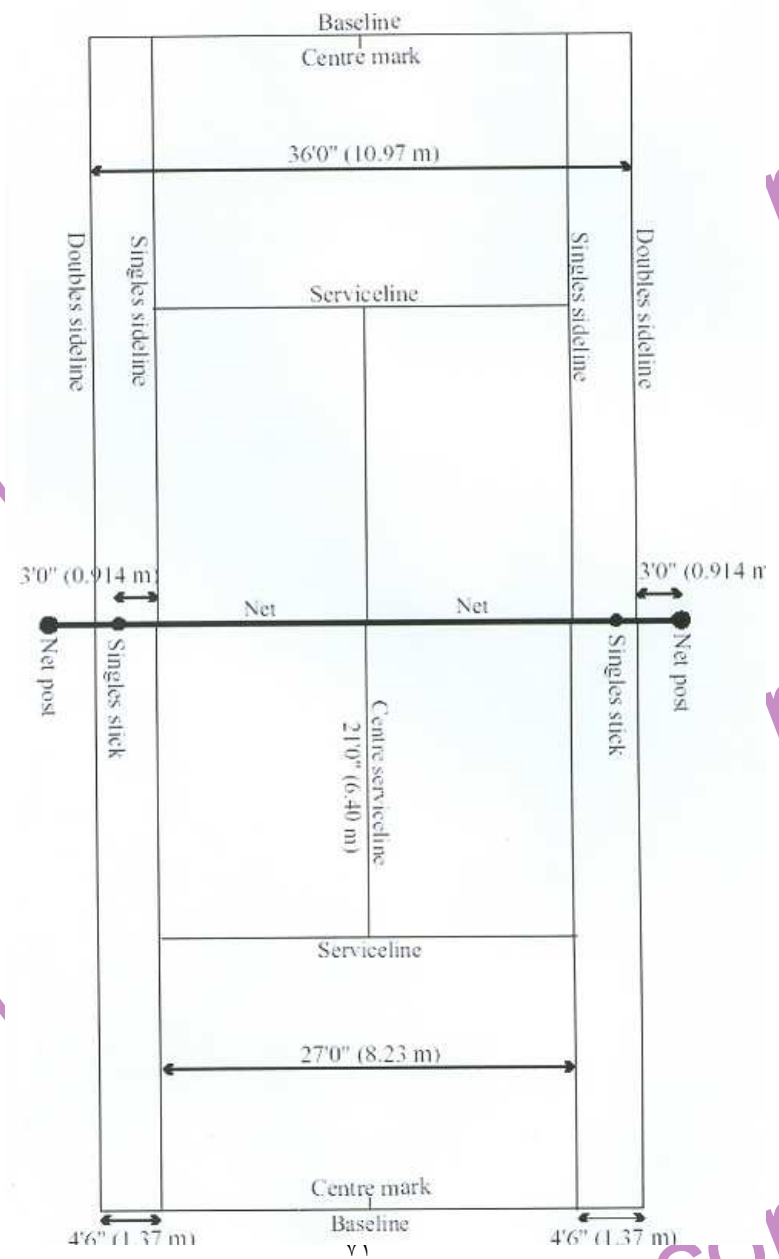 Baseline
Centre mark
36'0" (10.97 m)
Doubles sideline
Singles sideline
Singles sideline
Doubles sideline
Serviceline
3'0" (0.914 m)
3'0" (0.914
Net
Net
Net post
Singles stick
Singles stick
Net post
Centre serviceline
21'0" (6.40 m)
Serviceline
27'0" (8.23 m)
Centre mark
Baseline
4'6" (1.37 m)
4'6" (1.37 m)
۷۱